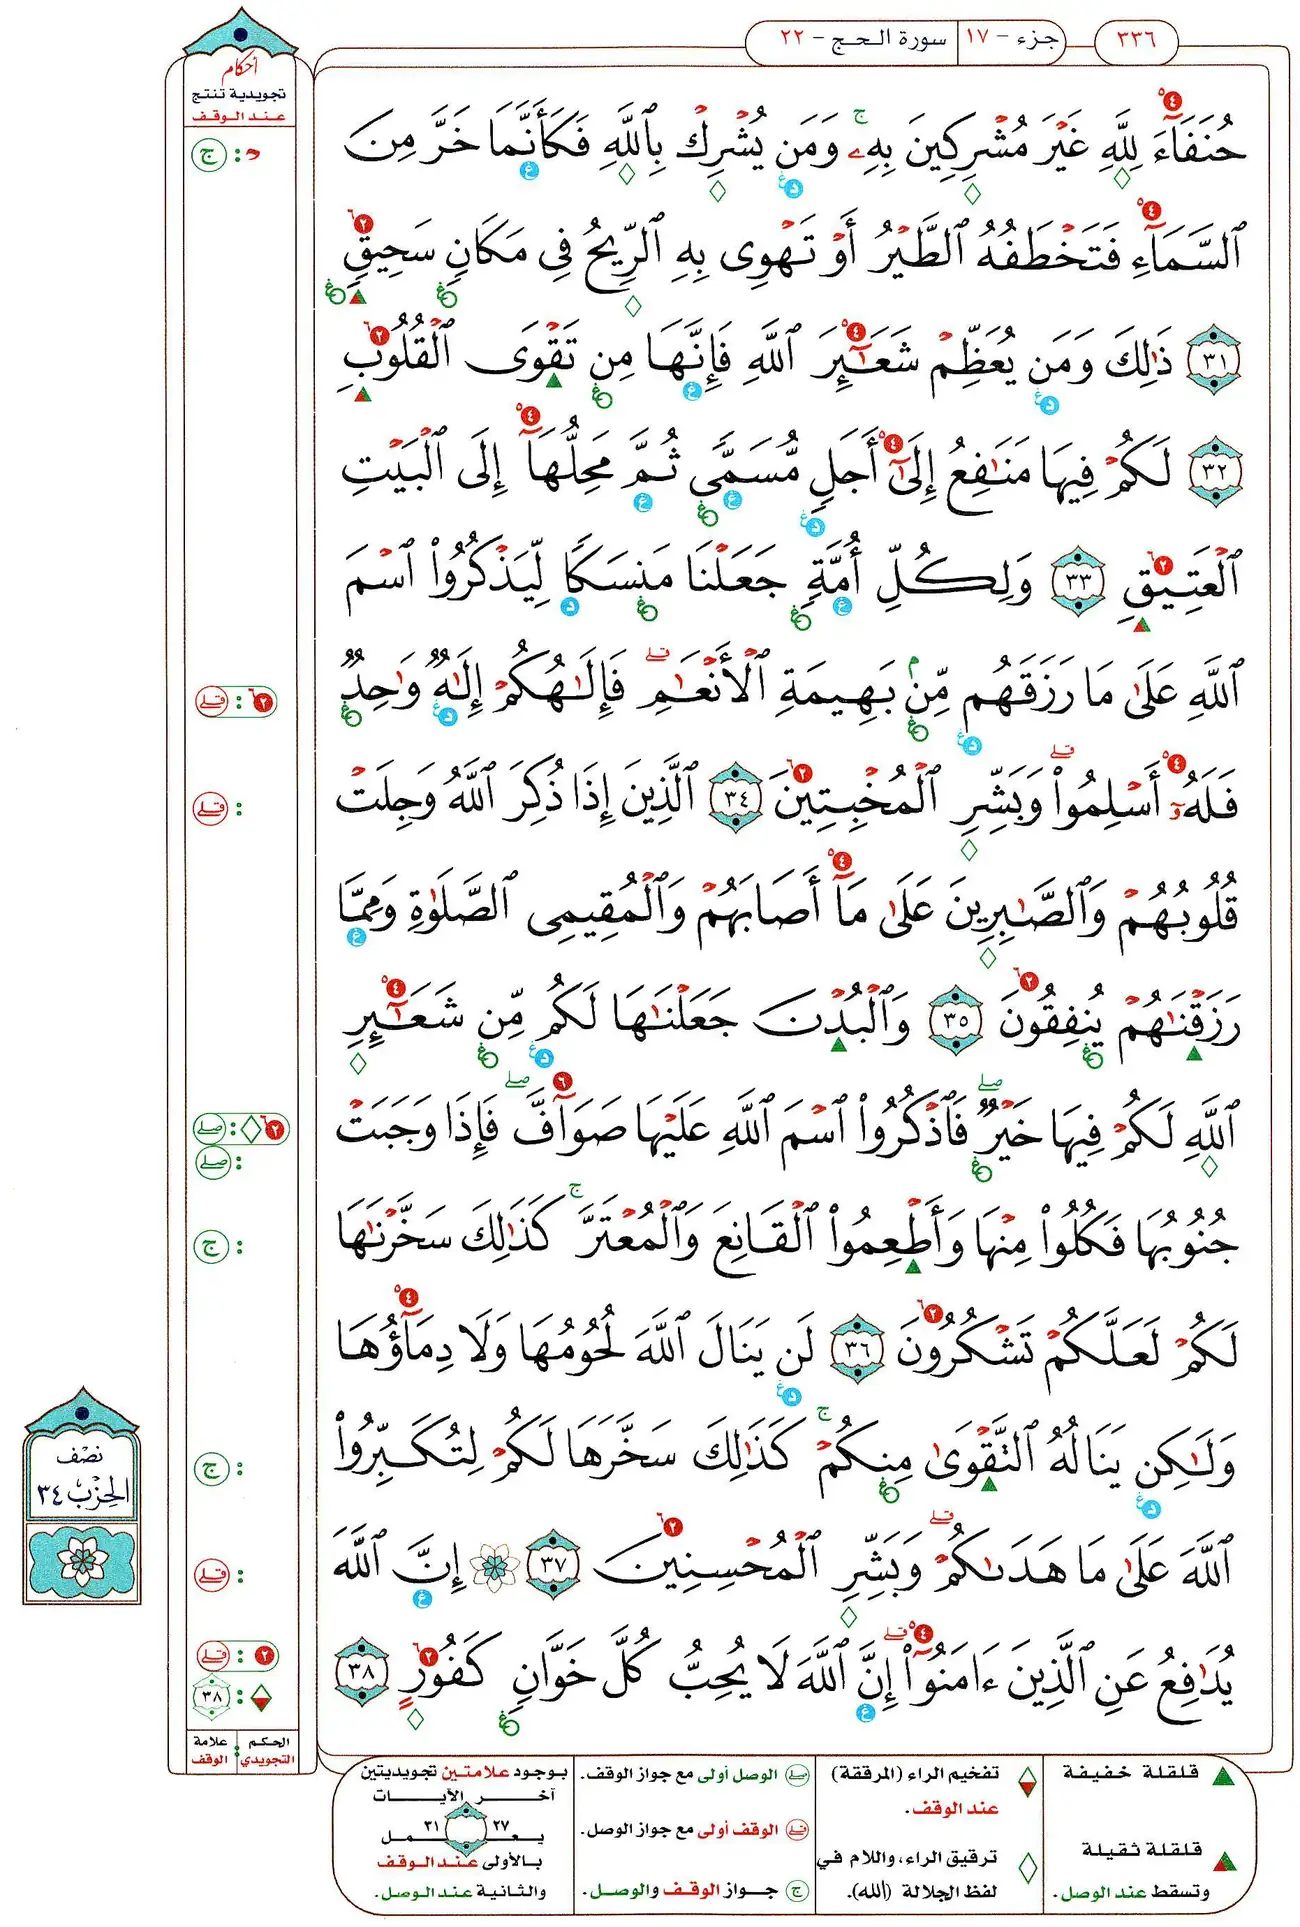 ٣٣٦
جزء - ١٧ سورة الحج - ٢٢
أحكام
تجويدية تنتج
عند الوقف
حُنَفَآءَ لِلَّهِ غَيْرَ مُشْرِكِينَ بِهِۦ ۚ وَمَن يُشْرِكْ بِٱللَّهِ فَكَأَنَّمَا خَرَّ مِنَ
ٱلسَّمَآءِ فَتَخْطَفُهُ ٱلطَّيْرُ أَوْ تَهْوِى بِهِ ٱلرِّيحُ فِى مَكَانٍ سَحِيقٍ
٣١ ذَٰلِكَ وَمَن يُعَظِّمْ شَعَـٰٓئِرَ ٱللَّهِ فَإِنَّهَا مِن تَقْوَى ٱلْقُلُوبِ
٣٢ لَكُمْ فِيهَا مَنَـٰفِعُ إِلَىٰٓ أَجَلٍ مُّسَمًّى ثُمَّ مَحِلُّهَآ إِلَى ٱلْبَيْتِ
ٱلْعَتِيقِ ٣٣ وَلِكُلِّ أُمَّةٍ جَعَلْنَا مَنسَكًا لِّيَذْكُرُوا۟ ٱسْمَ
ٱللَّهِ عَلَىٰ مَا رَزَقَهُم مِّنۢ بَهِيمَةِ ٱلْأَنْعَـٰمِ ۗ فَإِلَـٰهُكُمْ إِلَـٰهٌ وَٰحِدٌ
فَلَهُۥٓ أَسْلِمُوا۟ ۗ وَبَشِّرِ ٱلْمُخْبِتِينَ ٣٤ ٱلَّذِينَ إِذَا ذُكِرَ ٱللَّهُ وَجِلَتْ
قُلُوبُهُمْ وَٱلصَّـٰبِرِينَ عَلَىٰ مَآ أَصَابَهُمْ وَٱلْمُقِيمِى ٱلصَّلَوٰةِ وَمِمَّا
رَزَقْنَـٰهُمْ يُنفِقُونَ ٣٥ وَٱلْبُدْنَ جَعَلْنَـٰهَا لَكُم مِّن شَعَـٰٓئِرِ
ٱللَّهِ لَكُمْ فِيهَا خَيْرٌ ۖ فَٱذْكُرُوا۟ ٱسْمَ ٱللَّهِ عَلَيْهَا صَوَآفَّ ۖ فَإِذَا وَجَبَتْ
جُنُوبُهَا فَكُلُوا۟ مِنْهَا وَأَطْعِمُوا۟ ٱلْقَانِعَ وَٱلْمُعْتَرَّ ۚ كَذَٰلِكَ سَخَّرْنَـٰهَا
لَكُمْ لَعَلَّكُمْ تَشْكُرُونَ ٣٦ لَن يَنَالَ ٱللَّهَ لُحُومُهَا وَلَا دِمَآؤُهَا
وَلَـٰكِن يَنَالُهُ ٱلتَّقْوَىٰ مِنكُمْ ۚ كَذَٰلِكَ سَخَّرَهَا لَكُمْ لِتُكَبِّرُوا۟
ٱللَّهَ عَلَىٰ مَا هَدَىٰكُمْ ۗ وَبَشِّرِ ٱلْمُحْسِنِينَ ٣٧ ۞ إِنَّ ٱللَّهَ
يُدَٰفِعُ عَنِ ٱلَّذِينَ ءَامَنُوٓا۟ ۗ إِنَّ ٱللَّهَ لَا يُحِبُّ كُلَّ خَوَّانٍ كَفُورٍ ٣٨
نصف
الحزب ٣٤
الحكم التجويدي : علامة الوقف
قلقلة خفيفة
قلقلة ثقيلة
وتسقط عند الوصل.
تفخيم الراء (المرققة)
عند الوقف.
ترقيق الراء، واللام في
لفظ الجلالة (الله).
صلے الوصل أولى مع جواز الوقف.
قلے الوقف أولى مع جواز الوصل.
ج جواز الوقف والوصل.
بوجود علامتين تجويديتين
آخر الآيات
٢٧ ٣١
يعمل
بالأولى عند الوقف
والثانية عند الوصل.